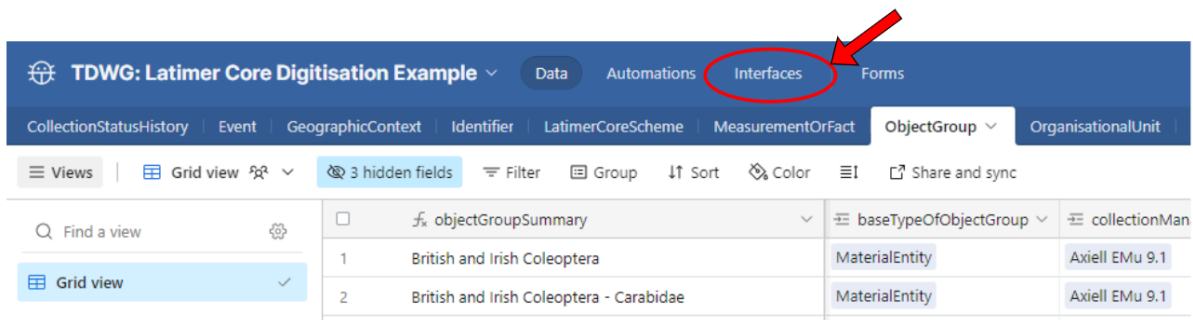 TDWG: Latimer Core Digitisation Example Data Automations Interfaces Forms
CollectionStatusHistory Event GeographicContext Identifier LatimerCoreScheme MeasurementOrFact ObjectGroup OrganisationalUnit
Views Grid view 3 hidden fields Filter Group Sort Color Share and sync
Find a view objectGroupSummary baseTypeOfObjectGroup collectionMan
1 British and Irish Coleoptera MaterialEntity Axiell EMu 9.1
Grid view 2 British and Irish Coleoptera - Carabidae MaterialEntity Axiell EMu 9.1